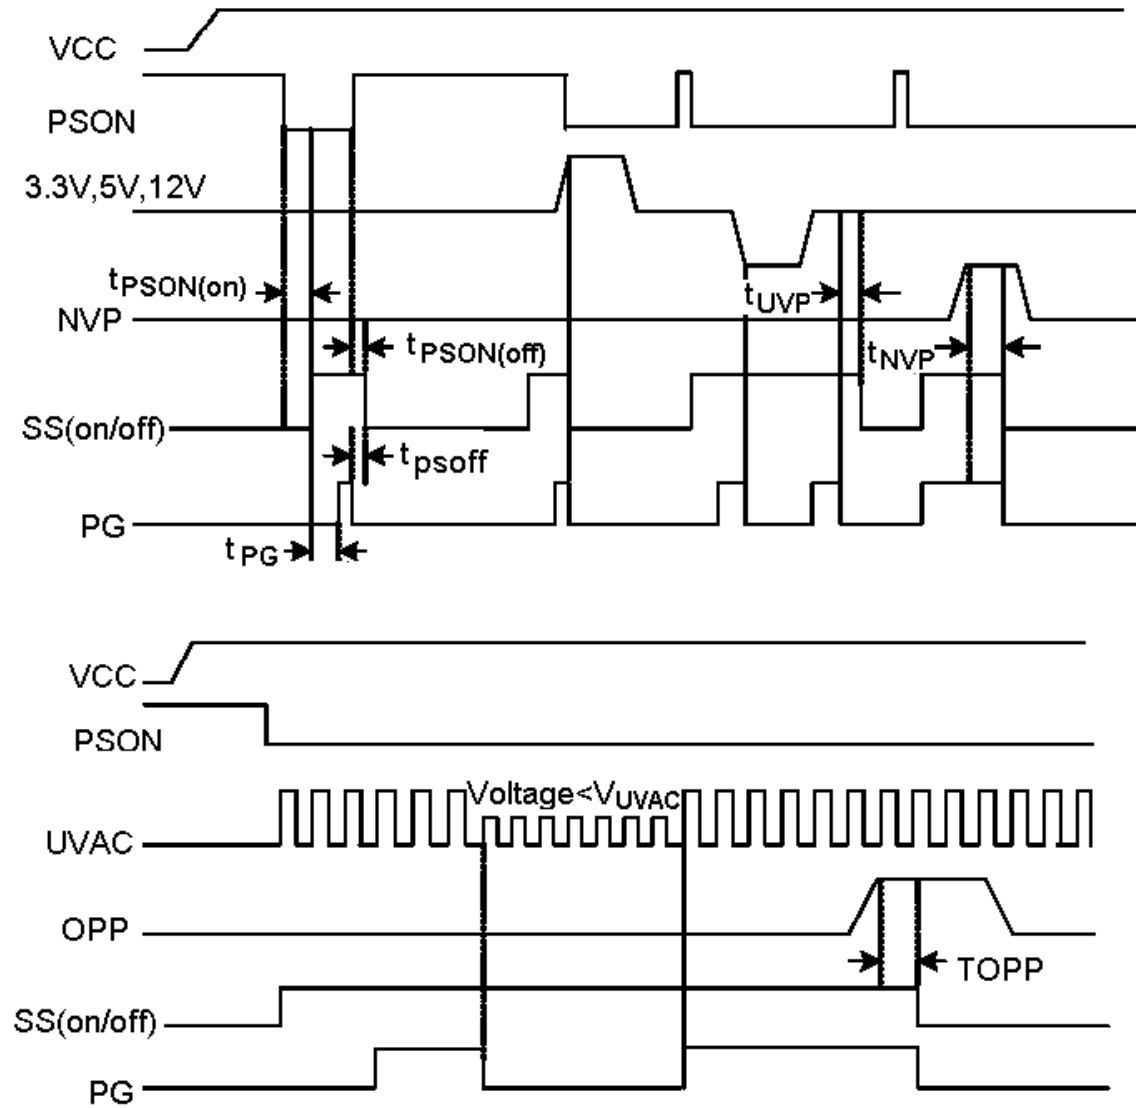 VCC
PSON
3.3V,5V,12V
tPSON(on)
tUVP
NVP
tPSON(off)
tNVP
SS(on/off)
tpsoff
PG
tPG
VCC
PSON
Voltage<VUVAC
UVAC
OPP
TOPP
SS(on/off)
PG